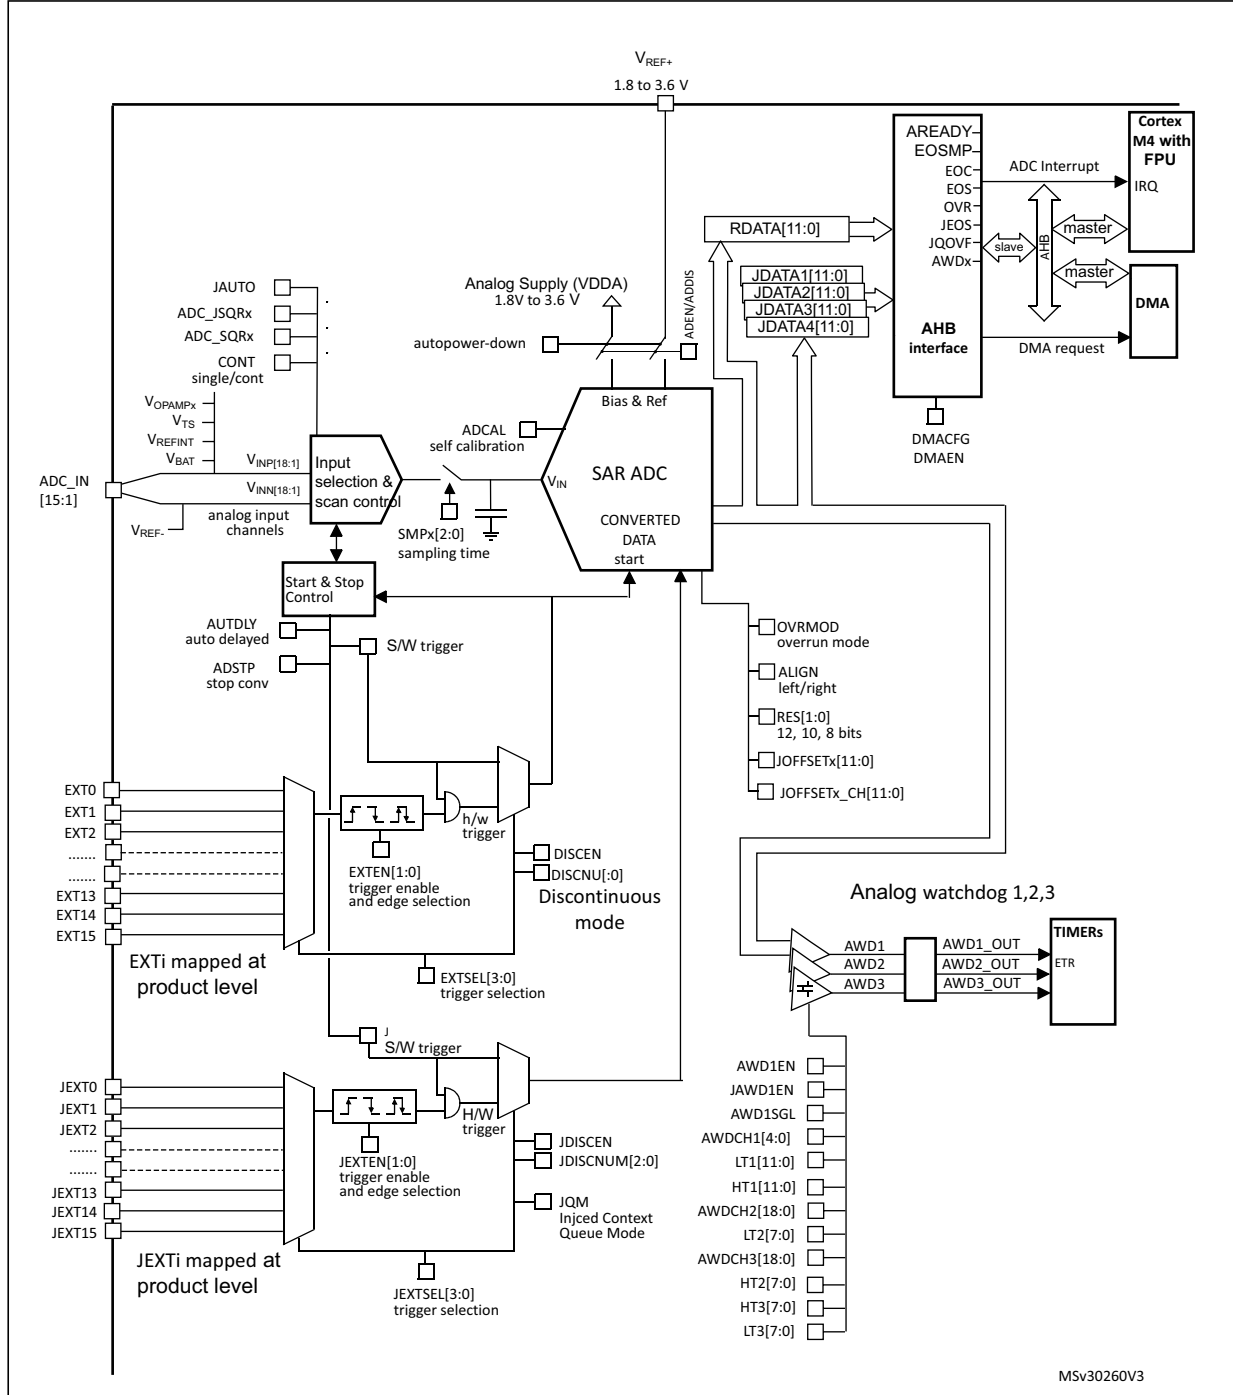 VREF+
1.8 to 3.6 V
Cortex
M4 with
FPU
IRQ
AREADY
EOSMP
EOC
EOS
OVR
JEOS
JQOVF
AWDx
ADC Interrupt
slave
AHB
master
master
DMA
AHB
interface
DMA request
DMACFG
DMAEN
RDATA[11:0]
JDATA1[11:0]
JDATA2[11:0]
JDATA3[11:0]
JDATA4[11:0]
Analog Supply (VDDA)
1.8V to 3.6 V
ADEN/ADDIS
autopower-down
JAUTO
ADC_JSQRx
ADC_SQRx
CONT
single/cont
VOPAMPx
VTS
VREFINT
VBAT
ADC_IN
[15:1]
VINP[18:1]
VINN[18:1]
VREF-
analog input
channels
Input
selection &
scan control
ADCAL
self calibration
Bias & Ref
SAR ADC
VIN
CONVERTED
DATA
start
SMPx[2:0]
sampling time
Start & Stop
Control
AUTDLY
auto delayed
ADSTP
stop conv
S/W trigger
OVRMOD
overrun mode
ALIGN
left/right
RES[1:0]
12, 10, 8 bits
JOFFSETx[11:0]
JOFFSETx_CH[11:0]
EXT0
EXT1
EXT2
.......
.......
EXT13
EXT14
EXT15
h/w
trigger
EXTEN[1:0]
trigger enable
and edge selection
DISCEN
DISCNU[:0]
Discontinuous
mode
EXTi mapped at
product level
EXTSEL[3:0]
trigger selection
Analog watchdog 1,2,3
AWD1
AWD2
AWD3
AWD1_OUT
AWD2_OUT
AWD3_OUT
TIMERs
ETR
J
S/W trigger
JEXT0
JEXT1
JEXT2
.......
.......
JEXT13
JEXT14
JEXT15
H/W
trigger
JEXTEN[1:0]
trigger enable
and edge selection
JDISCEN
JDISCNUM[2:0]
JQM
Injced Context
Queue Mode
JEXTi mapped at
product level
JEXTSEL[3:0]
trigger selection
AWD1EN
JAWD1EN
AWD1SGL
AWDCH1[4:0]
LT1[11:0]
HT1[11:0]
AWDCH2[18:0]
LT2[7:0]
AWDCH3[18:0]
HT2[7:0]
HT3[7:0]
LT3[7:0]
MSv30260V3